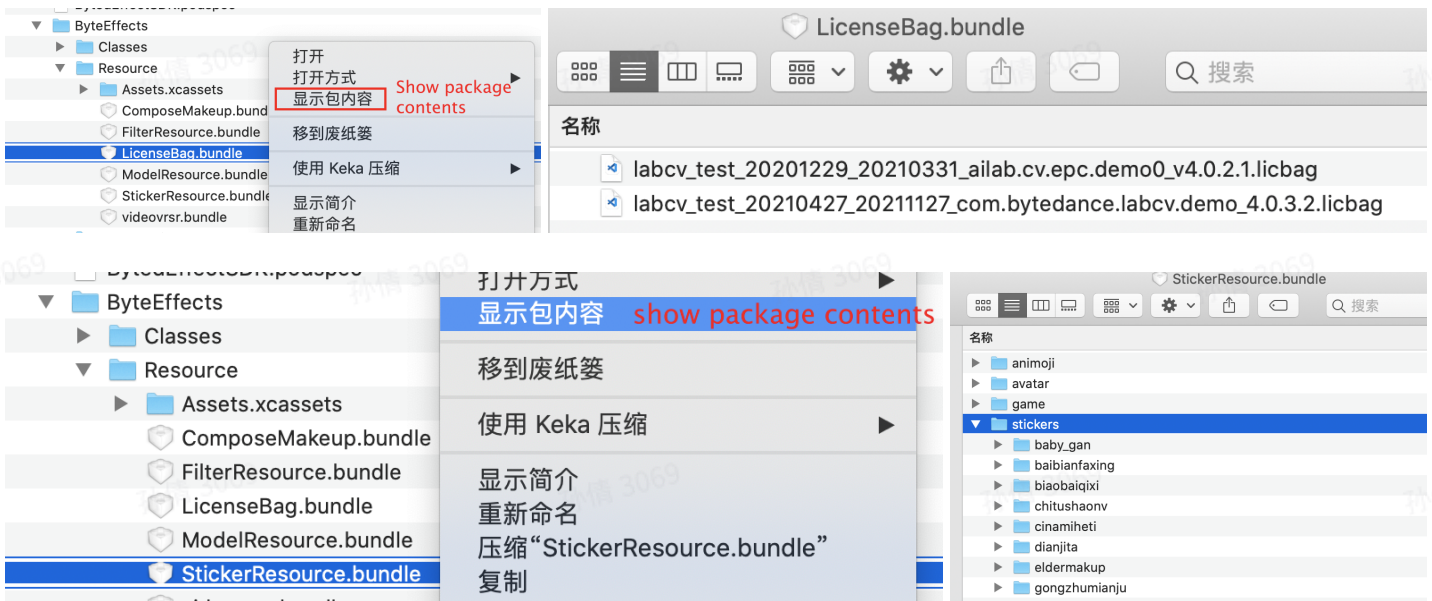 ByteEffects
Classes
Resource
Assets.xcassets
ComposeMakeup.bund
FilterResource.bundle
LicenseBag.bundle
ModelResource.bundle
StickerResource.bundle
videovrsr.bundle
打开
打开方式
显示包内容
Show package
contents
移到废纸篓
使用 Keka 压缩
显示简介
重新命名
LicenseBag.bundle
搜索
名称
labcv_test_20201229_20210331_ailab.cv.epc.demo0_v4.0.2.1.licbag
labcv_test_20210427_20211127_com.bytedance.labcv.demo_4.0.3.2.licbag
ByteEffects
Classes
Resource
Assets.xcassets
ComposeMakeup.bundle
FilterResource.bundle
LicenseBag.bundle
ModelResource.bundle
StickerResource.bundle
打开方式
显示包内容 show package contents
移到废纸篓
使用 Keka 压缩
显示简介
重新命名
压缩“StickerResource.bundle”
复制
StickerResource.bundle
搜索
名称
animoji
avatar
game
stickers
baby_gan
baibianfaxing
biaobaiqixi
chitushaonv
cinamiheti
dianjita
eldermakup
gongzhumianju
孙倩 3069